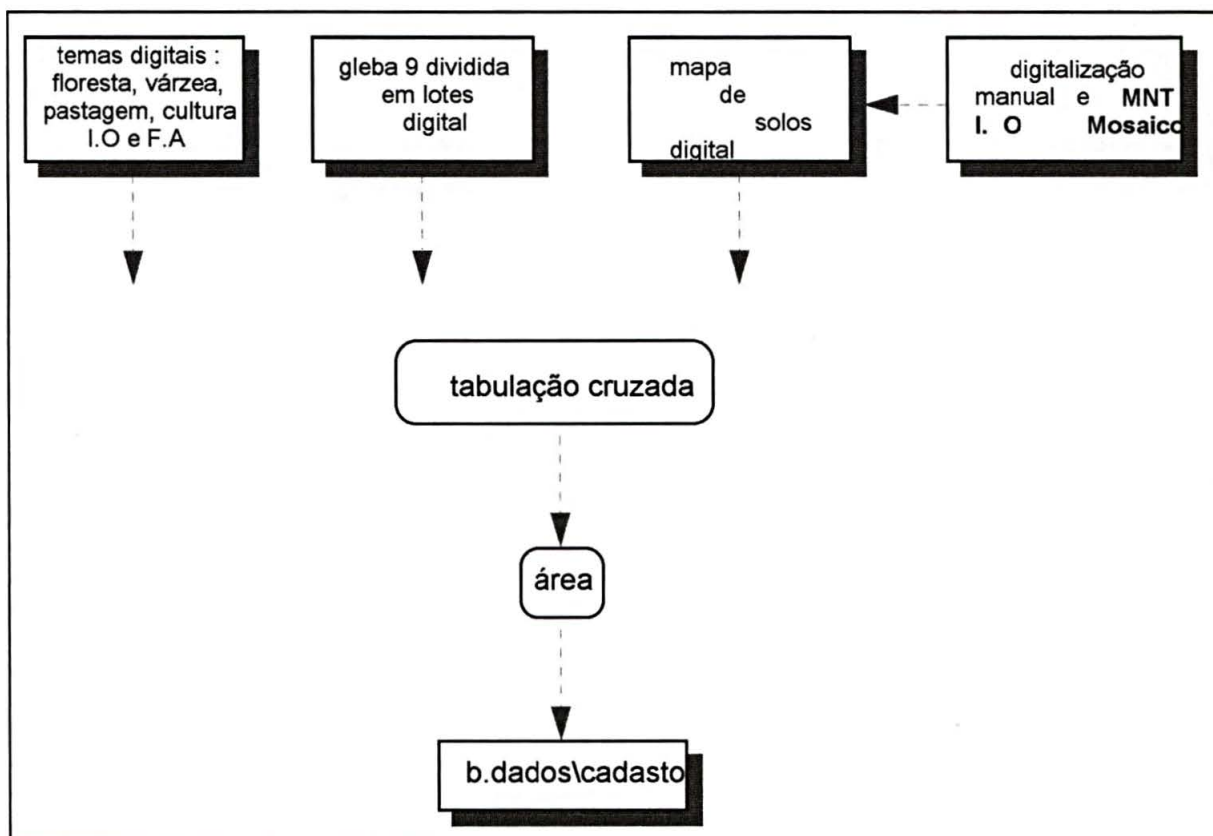 temas digitais :
floresta, várzea,
pastagem, cultura
I.O e F.A
gleba 9 dividida
em lotes
digital
mapa
de
solos
digital
digitalização
manual e MNT
I. O Mosaico
tabulação cruzada
área
b.dados\cadasto